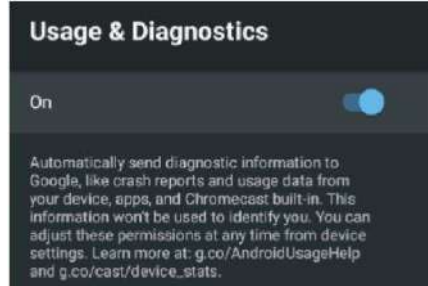 Usage & Diagnostics
On
Automatically send diagnostic information to
Google, like crash reports and usage data from
your device, apps, and Chromecast built-in. This
information won't be used to identify you. You can
adjust these permissions at any time from device
settings. Learn more at: g.co/AndroidUsageHelp
and g.co/cast/device_stats.